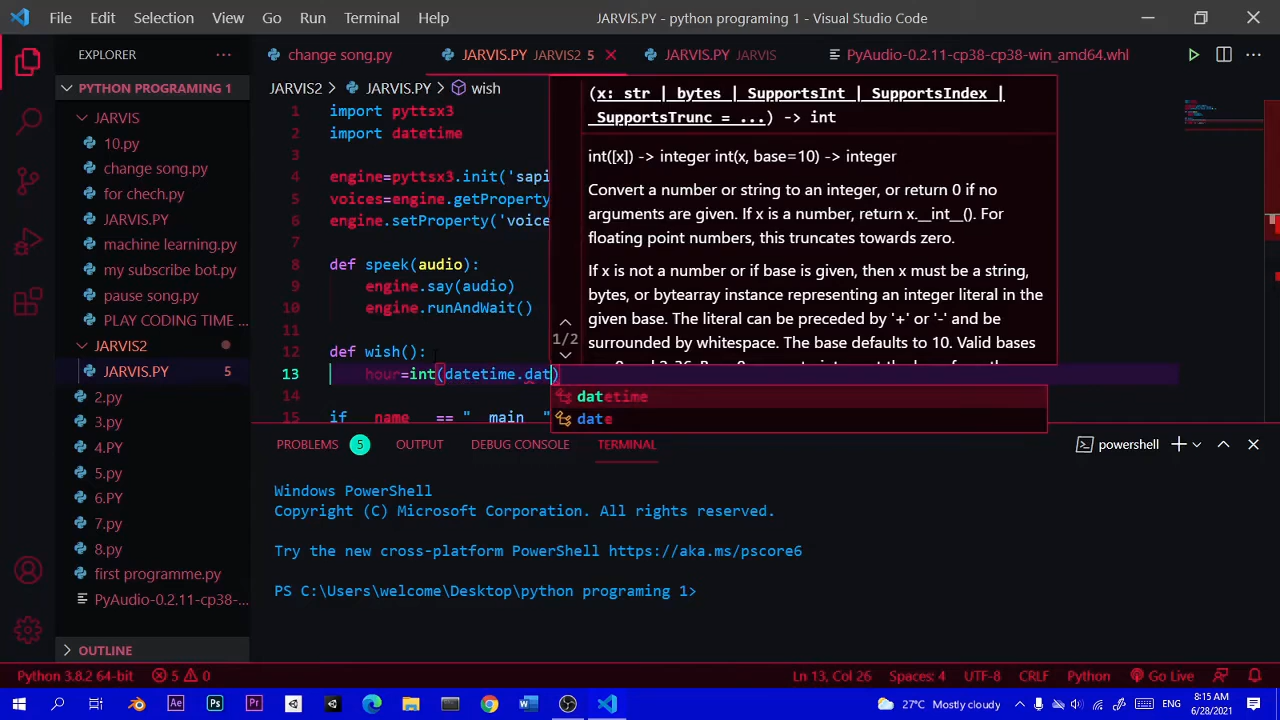 File Edit Selection View Go Run Terminal Help JARVIS.PY - python programing 1 - Visual Studio Code
EXPLORER
PYTHON PROGRAMING 1
JARVIS
10.py
change song.py
for chech.py
JARVIS.PY
machine learning.py
my subscribe bot.py
pause song.py
PLAY CODING TIME
JARVIS2
JARVIS.PY 5
2.py
3.py
4.PY
5.py
6.PY
7.py
8.py
first programme.py
PyAudio-0.2.11-cp38-...
OUTLINE
change song.py JARVIS.PY JARVIS2 5 JARVIS.PY JARVIS PyAudio-0.2.11-cp38-cp38-win_amd64.whl
JARVIS2 > JARVIS.PY > wish
1 import pyttsx3
2 import datetime
3
4 engine=pyttsx3.init('sapi
5 voices=engine.getProperty
6 engine.setProperty('voice
7
8 def speek(audio):
9 engine.say(audio)
10 engine.runAndWait()
11
12 def wish():
13 hour=int(datetime.dat)
14
15 if __name__ == "__main__"
(x: str | bytes | SupportsInt | SupportsIndex |
_SupportsTrunc = ...) -> int
int([x]) -> integer int(x, base=10) -> integer
Convert a number or string to an integer, or return 0 if no
arguments are given. If x is a number, return x.__int__(). For
floating point numbers, this truncates towards zero.
If x is not a number or if base is given, then x must be a string,
bytes, or bytearray instance representing an integer literal in the
given base. The literal can be preceded by '+' or '-' and be
1/2
surrounded by whitespace. The base defaults to 10. Valid bases
datetime
date
PROBLEMS 5 OUTPUT DEBUG CONSOLE TERMINAL powershell
Windows PowerShell
Copyright (C) Microsoft Corporation. All rights reserved.
Try the new cross-platform PowerShell https://aka.ms/pscore6
PS C:\Users\welcome\Desktop\python programing 1>
Python 3.8.2 64-bit 5 0 Ln 13, Col 26 Spaces: 4 UTF-8 CRLF Python Go Live
Ae Ps Pr 27°C Mostly cloudy ENG 8:15 AM
6/28/2021